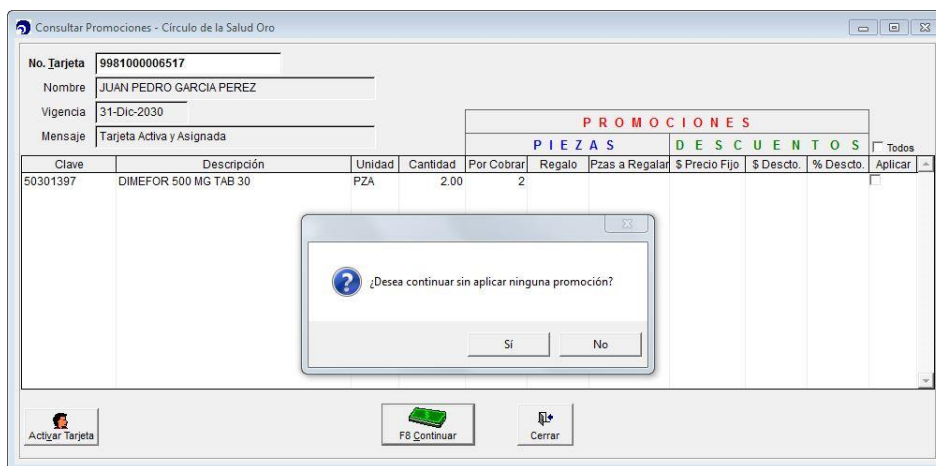 Consultar Promociones - Círculo de la Salud Oro
No. Tarjeta 9981000006517
Nombre JUAN PEDRO GARCIA PEREZ
Vigencia 31-Dic-2030
Mensaje Tarjeta Activa y Asignada
PROMOCIONES
PIEZAS DESCUENTOS Todos
Clave Descripción Unidad Cantidad Por Cobrar Regalo Pzas a Regalar $ Precio Fijo $ Descto. % Descto. Aplicar
50301397 DIMEFOR 500 MG TAB 30 PZA 2.00 2
¿Desea continuar sin aplicar ninguna promoción?
Sí No
Activar Tarjeta F8 Continuar Cerrar